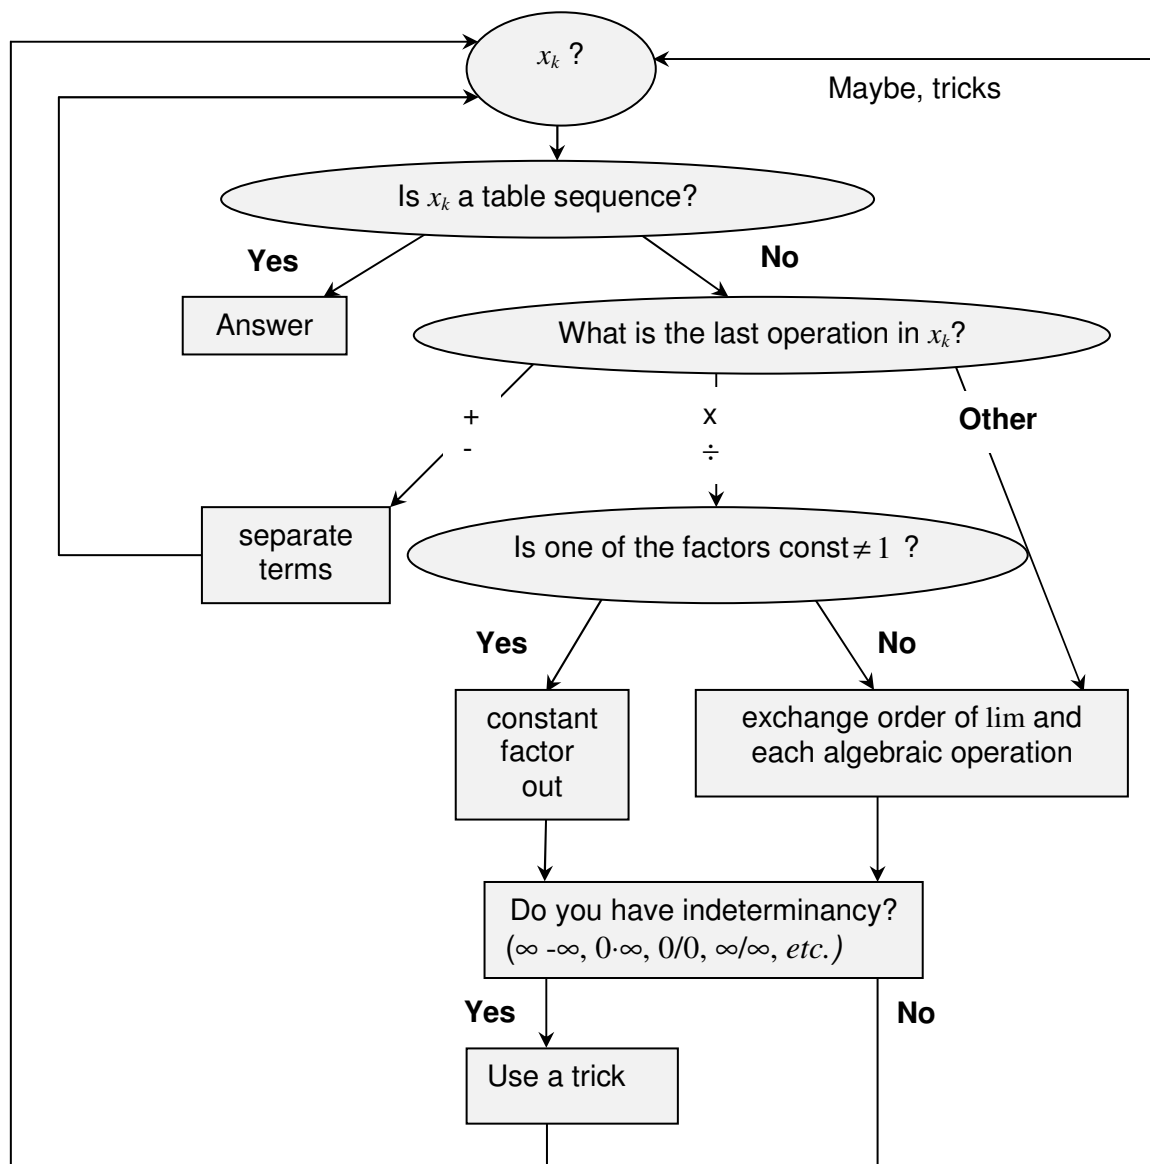 x_k ?
Maybe, tricks
Is x_k a table sequence?
Yes
No
Answer
What is the last operation in x_k?
+
-
x
÷
Other
separate
terms
Is one of the factors const ≠ 1 ?
Yes
No
constant
factor
out
exchange order of lim and
each algebraic operation
Do you have indeterminancy?
(∞ -∞, 0·∞, 0/0, ∞/∞, etc.)
Yes
No
Use a trick